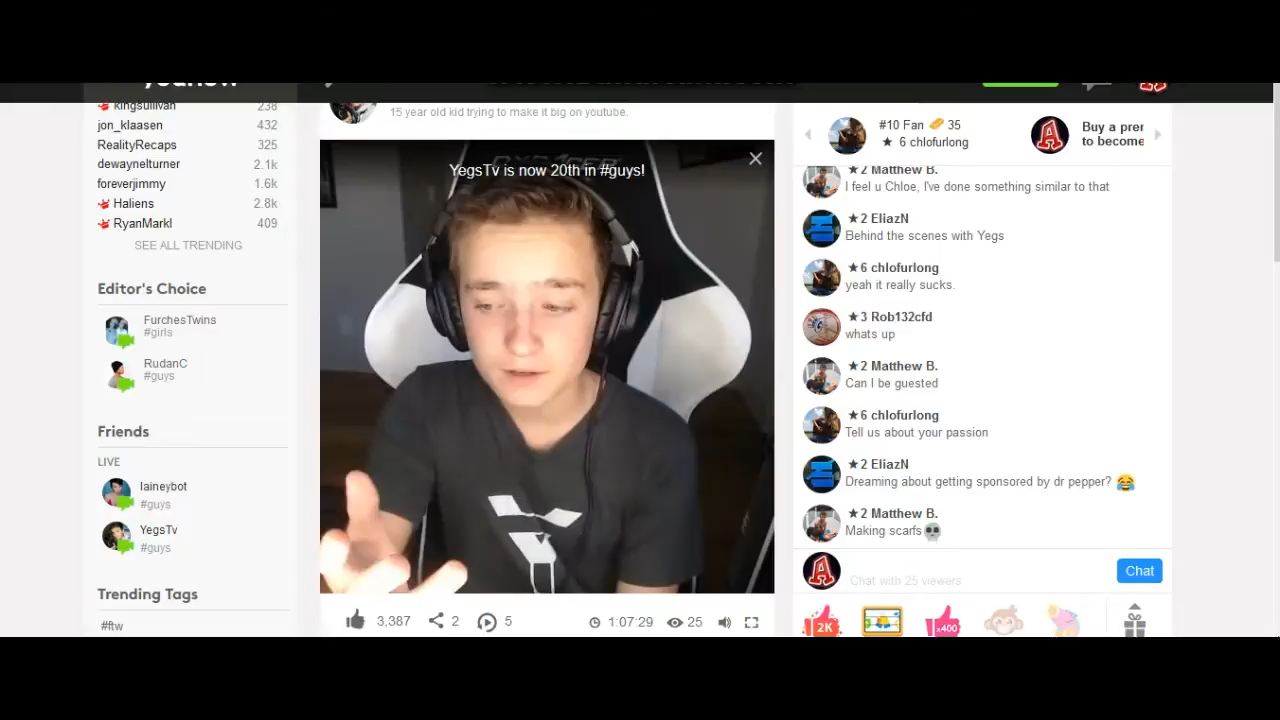 younow
kingsullivan 238
jon_klaasen 432
RealityRecaps 325
dewaynelturner 2.1k
foreverjimmy 1.6k
Haliens 2.8k
RyanMarkl 409
SEE ALL TRENDING
Editor's Choice
FurchesTwins
#girls
RudanC
#guys
Friends
LIVE
laineybot
#guys
YegsTv
#guys
Trending Tags
#ftw
15 year old kid trying to make it big on youtube.
YegsTv is now 20th in #guys!
3,387 2 5 1:07:29 25
#10 Fan 35
★ 6 chlofurlong
Buy a prer
to become
A
★2 Matthew B.
I feel u Chloe, I've done something similar to that
★2 EliazN
Behind the scenes with Yegs
★6 chlofurlong
yeah it really sucks.
★3 Rob132cfd
whats up
★2 Matthew B.
Can I be guested
★6 chlofurlong
Tell us about your passion
★2 EliazN
Dreaming about getting sponsored by dr pepper? 😂
★2 Matthew B.
Making scarfs💀
A
Chat with 25 viewers
Chat
2K
x400